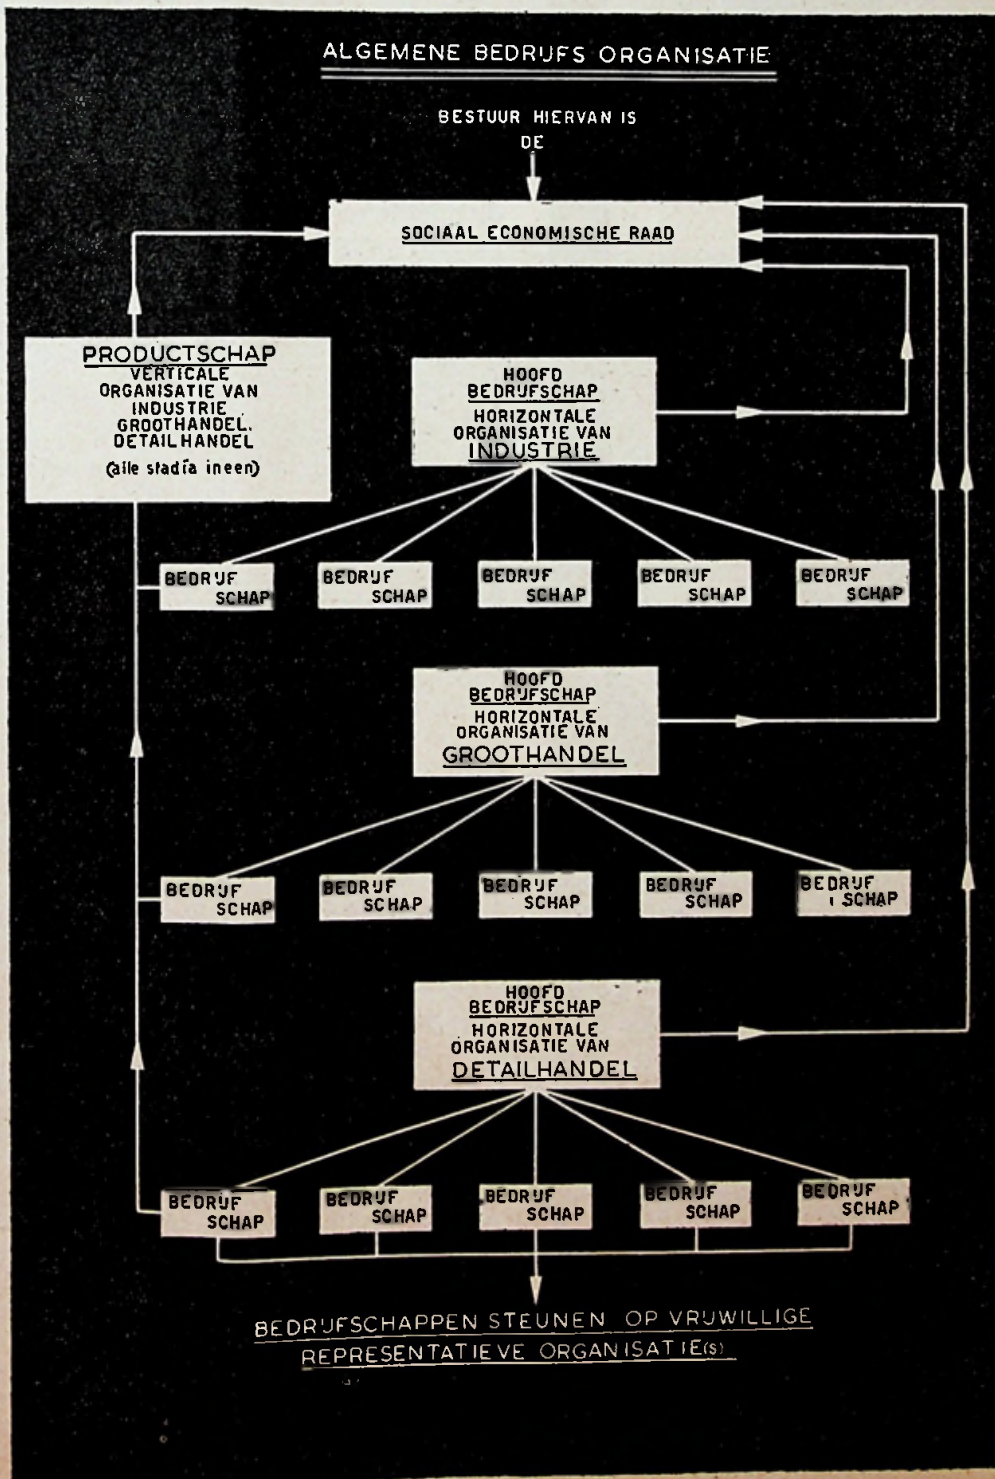 ALGEMENE BEDRIJFS ORGANISATIE
BESTUUR HIERVAN IS
DE
SOCIAAL ECONOMISCHE RAAD
PRODUCTSCHAP
VERTICALE
ORGANISATIE VAN
INDUSTRIE
GROOTHANDEL.
DETAILHANDEL
(alle stadia ineen)
HOOFD
BEDRIJFSCHAP
HORIZONTALE
ORGANISATIE VAN
INDUSTRIE
BEDRIJF
SCHAP
BEDRIJF
SCHAP
BEDRIJF
SCHAP
BEDRIJF
SCHAP
BEDRIJF
SCHAP
HOOFD
BEDRIJFSCHAP
HORIZONTALE
ORGANISATIE VAN
GROOTHANDEL
BEDRIJF
SCHAP
BEDRIJF
SCHAP
BEDRIJF
SCHAP
BEDRIJF
SCHAP
BEDRIJF
SCHAP
HOOFD
BEDRIJFSCHAP
HORIZONTALE
ORGANISATIE VAN
DETAILHANDEL
BEDRIJF
SCHAP
BEDRIJF
SCHAP
BEDRIJF
SCHAP
BEDRIJF
SCHAP
BEDRIJF
SCHAP
BEDRIJFSCHAPPEN STEUNEN OP VRIJWILLIGE
REPRESENTATIEVE ORGANISATIE(S)